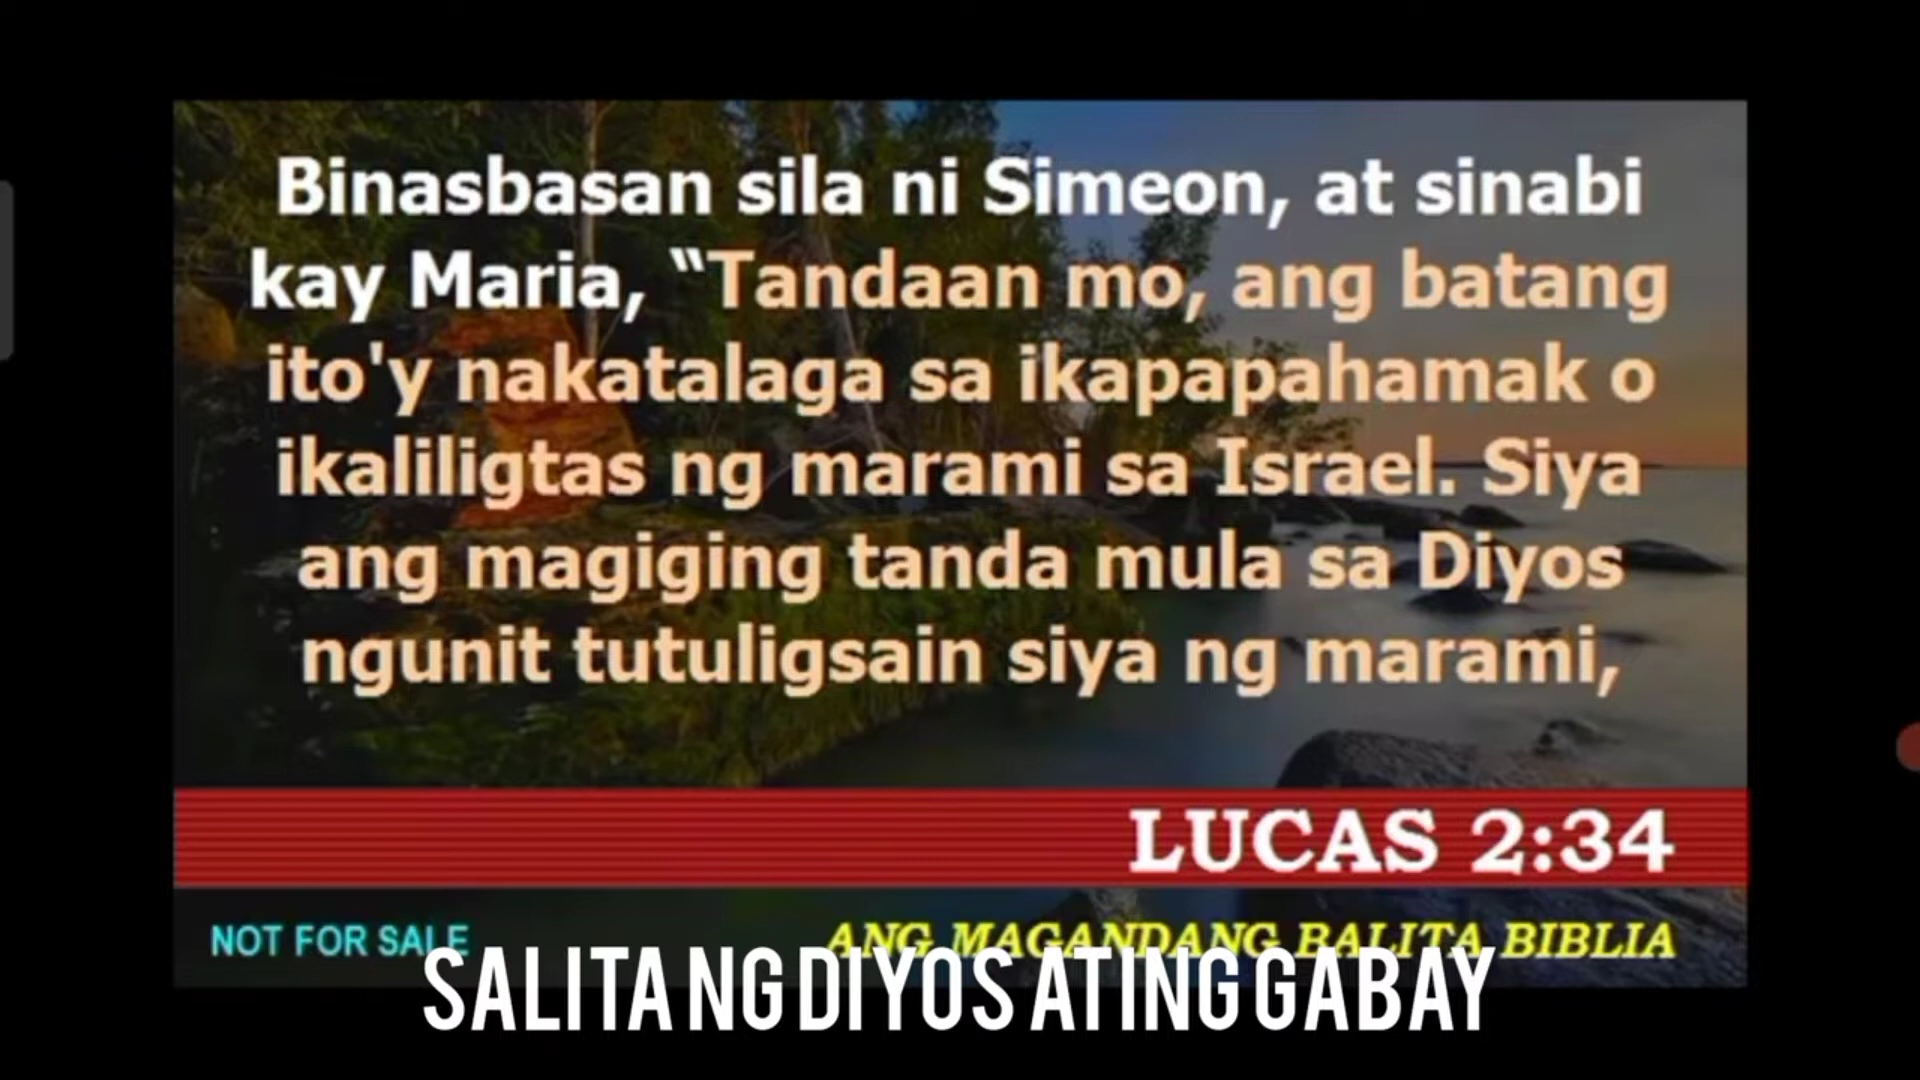 Binasbasan sila ni Simeon, at sinabi
kay Maria, “Tandaan mo, ang batang
ito'y nakatalaga sa ikapapahamak o
ikaliligtas ng marami sa Israel. Siya
ang magiging tanda mula sa Diyos
ngunit tutuligsain siya ng marami,
LUCAS 2:34
NOT FOR SALE
ANG MAGANDANG BALITA BIBLIA
SALITA NG DIYOS ATING GABAY